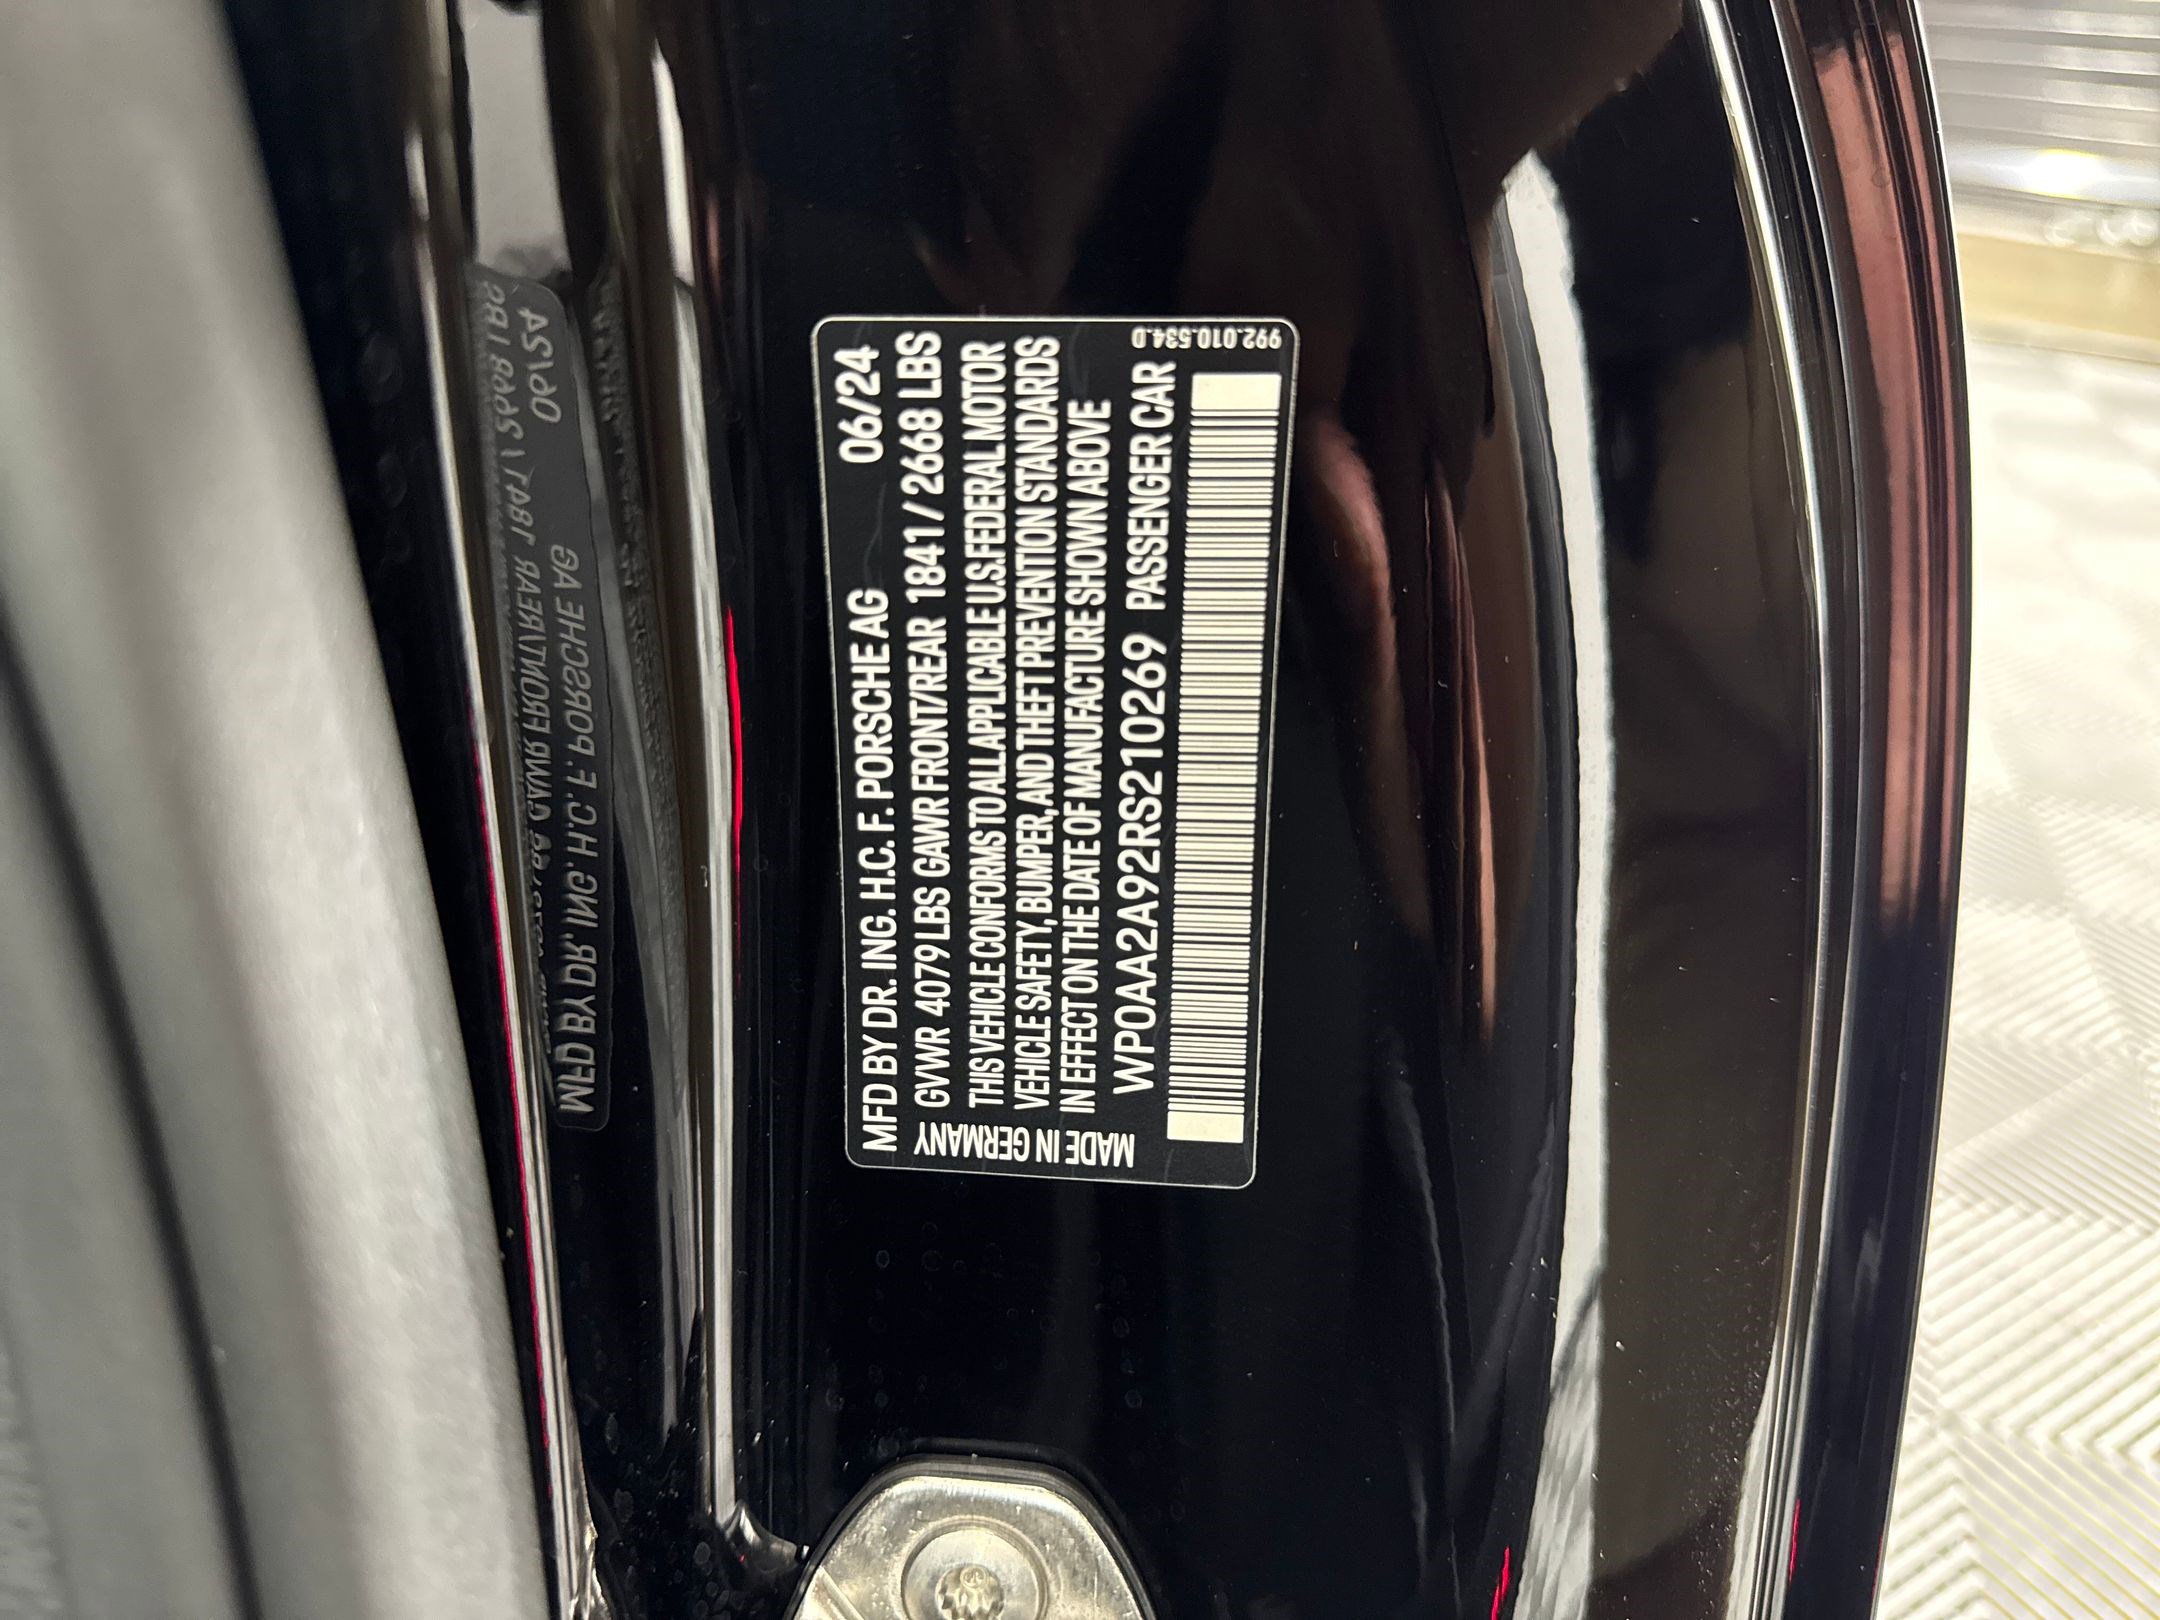 MFD BY DR. ING. H.C. F. PORSCHE AG 06/24
GVWR 4079 LBS GAWR FRONT/REAR 1841 / 2668 LBS
THIS VEHICLE CONFORMS TO ALL APPLICABLE U.S.FEDERAL MOTOR
VEHICLE SAFETY, BUMPER, AND THEFT PREVENTION STANDARDS
IN EFFECT ON THE DATE OF MANUFACTURE SHOWN ABOVE
WP0AA2A92RS210269 PASSENGER CAR
MADE IN GERMANY
992.010.534.D